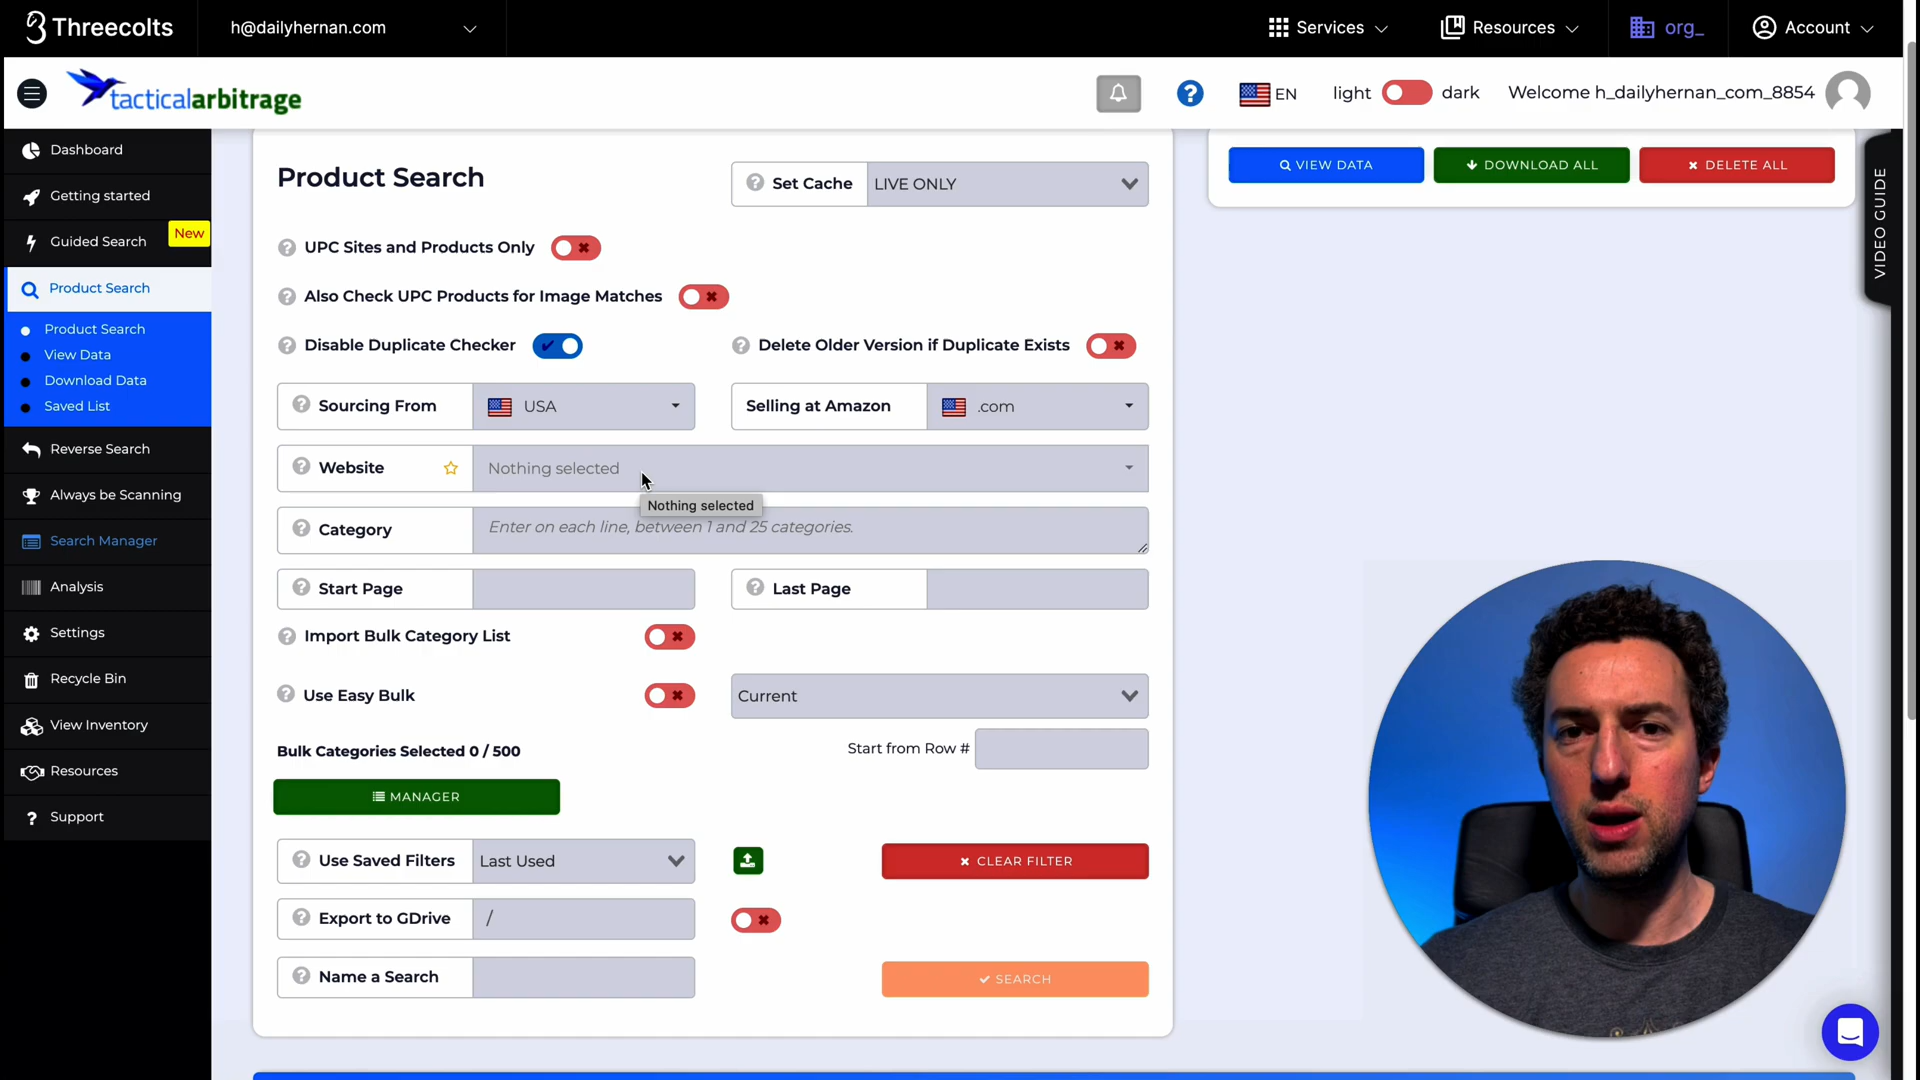 Threecolts
h@dailyhernan.com
Services
Resources
org_
Account
tacticalarbitrage
EN
light
dark
Welcome h_dailyhernan_com_8854
Dashboard
Getting started
Guided Search
New
Product Search
Product Search
View Data
Download Data
Saved List
Reverse Search
Always be Scanning
Search Manager
Analysis
Settings
Recycle Bin
View Inventory
Resources
Support
Product Search
Set Cache
LIVE ONLY
UPC Sites and Products Only
Also Check UPC Products for Image Matches
Disable Duplicate Checker
Delete Older Version if Duplicate Exists
Sourcing From
USA
Selling at Amazon
.com
Website
Nothing selected
Nothing selected
Category
Enter on each line, between 1 and 25 categories.
Start Page
Last Page
Import Bulk Category List
Use Easy Bulk
Current
Bulk Categories Selected 0 / 500
Start from Row #
MANAGER
Use Saved Filters
Last Used
CLEAR FILTER
Export to GDrive
/
Name a Search
SEARCH
VIEW DATA
DOWNLOAD ALL
DELETE ALL
VIDEO GUIDE